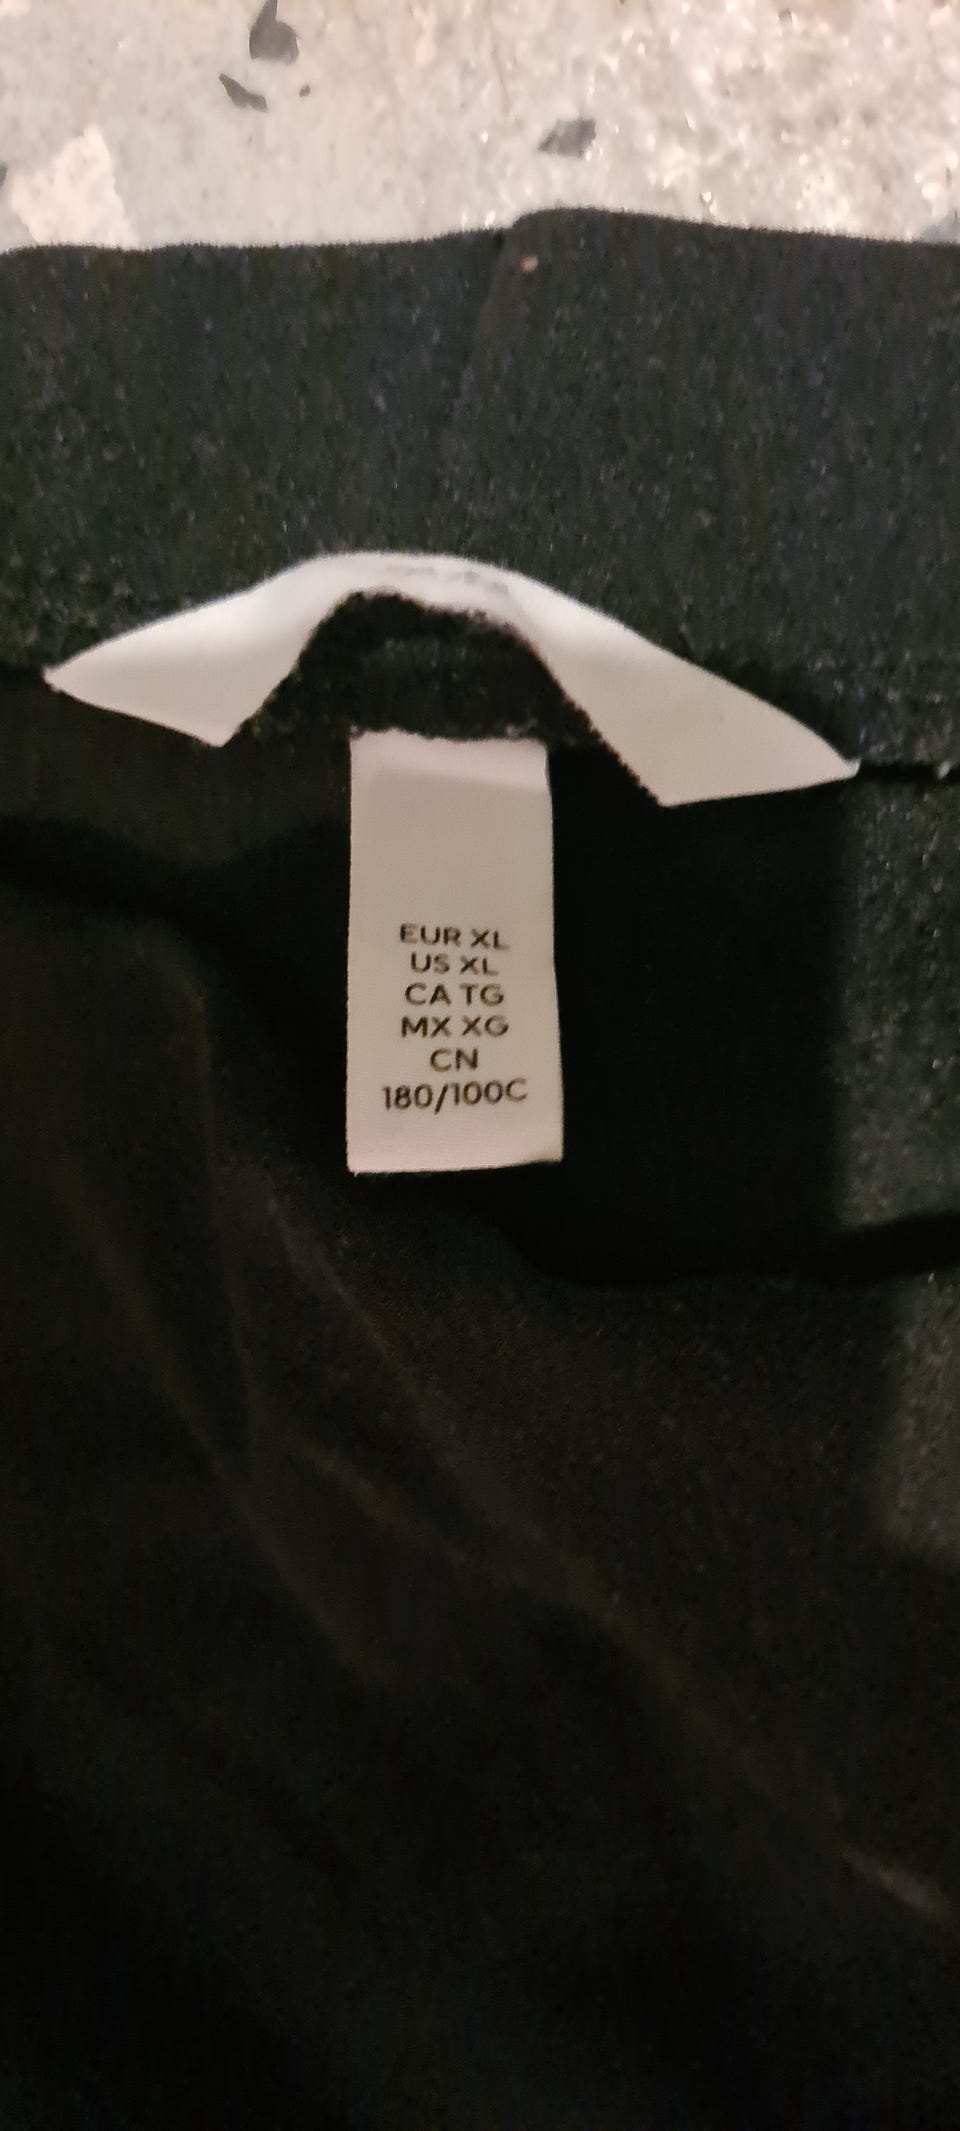 EUR XL
US XL
CA TG
MX XG
CN
180/100C